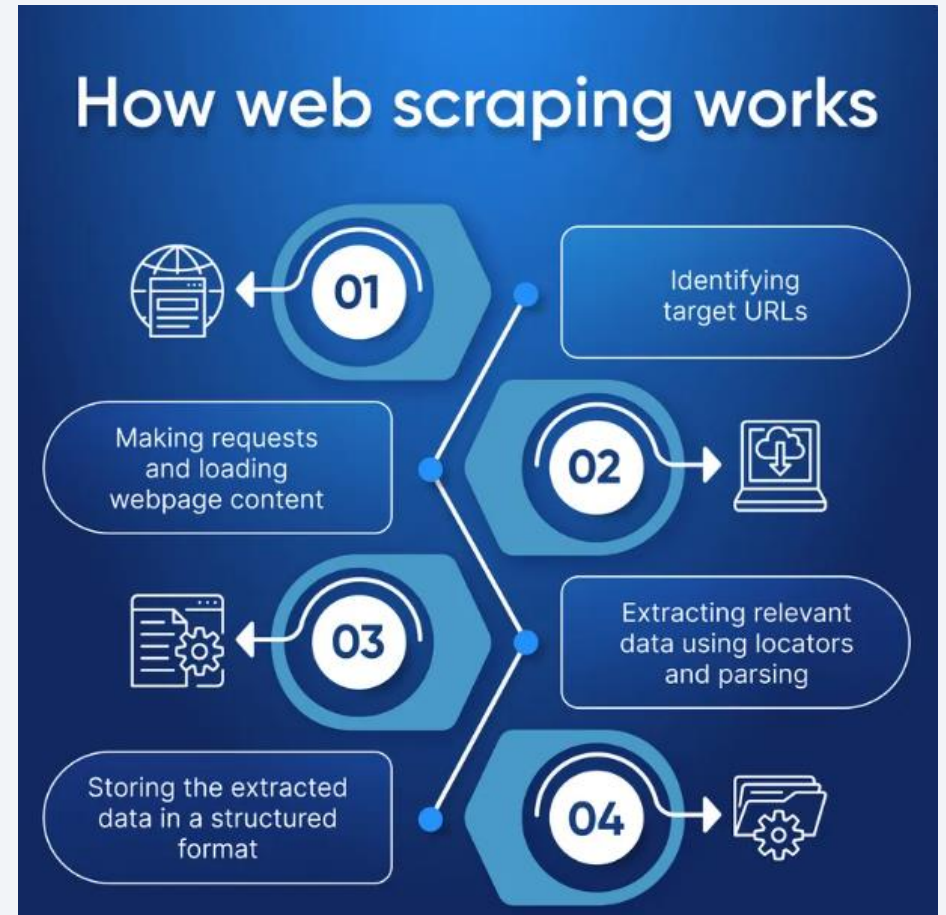 How web scraping works
01
Identifying
target URLs
Making requests
and loading
webpage content
02
03
Extracting relevant
data using locators
and parsing
Storing the extracted
data in a structured
format
04